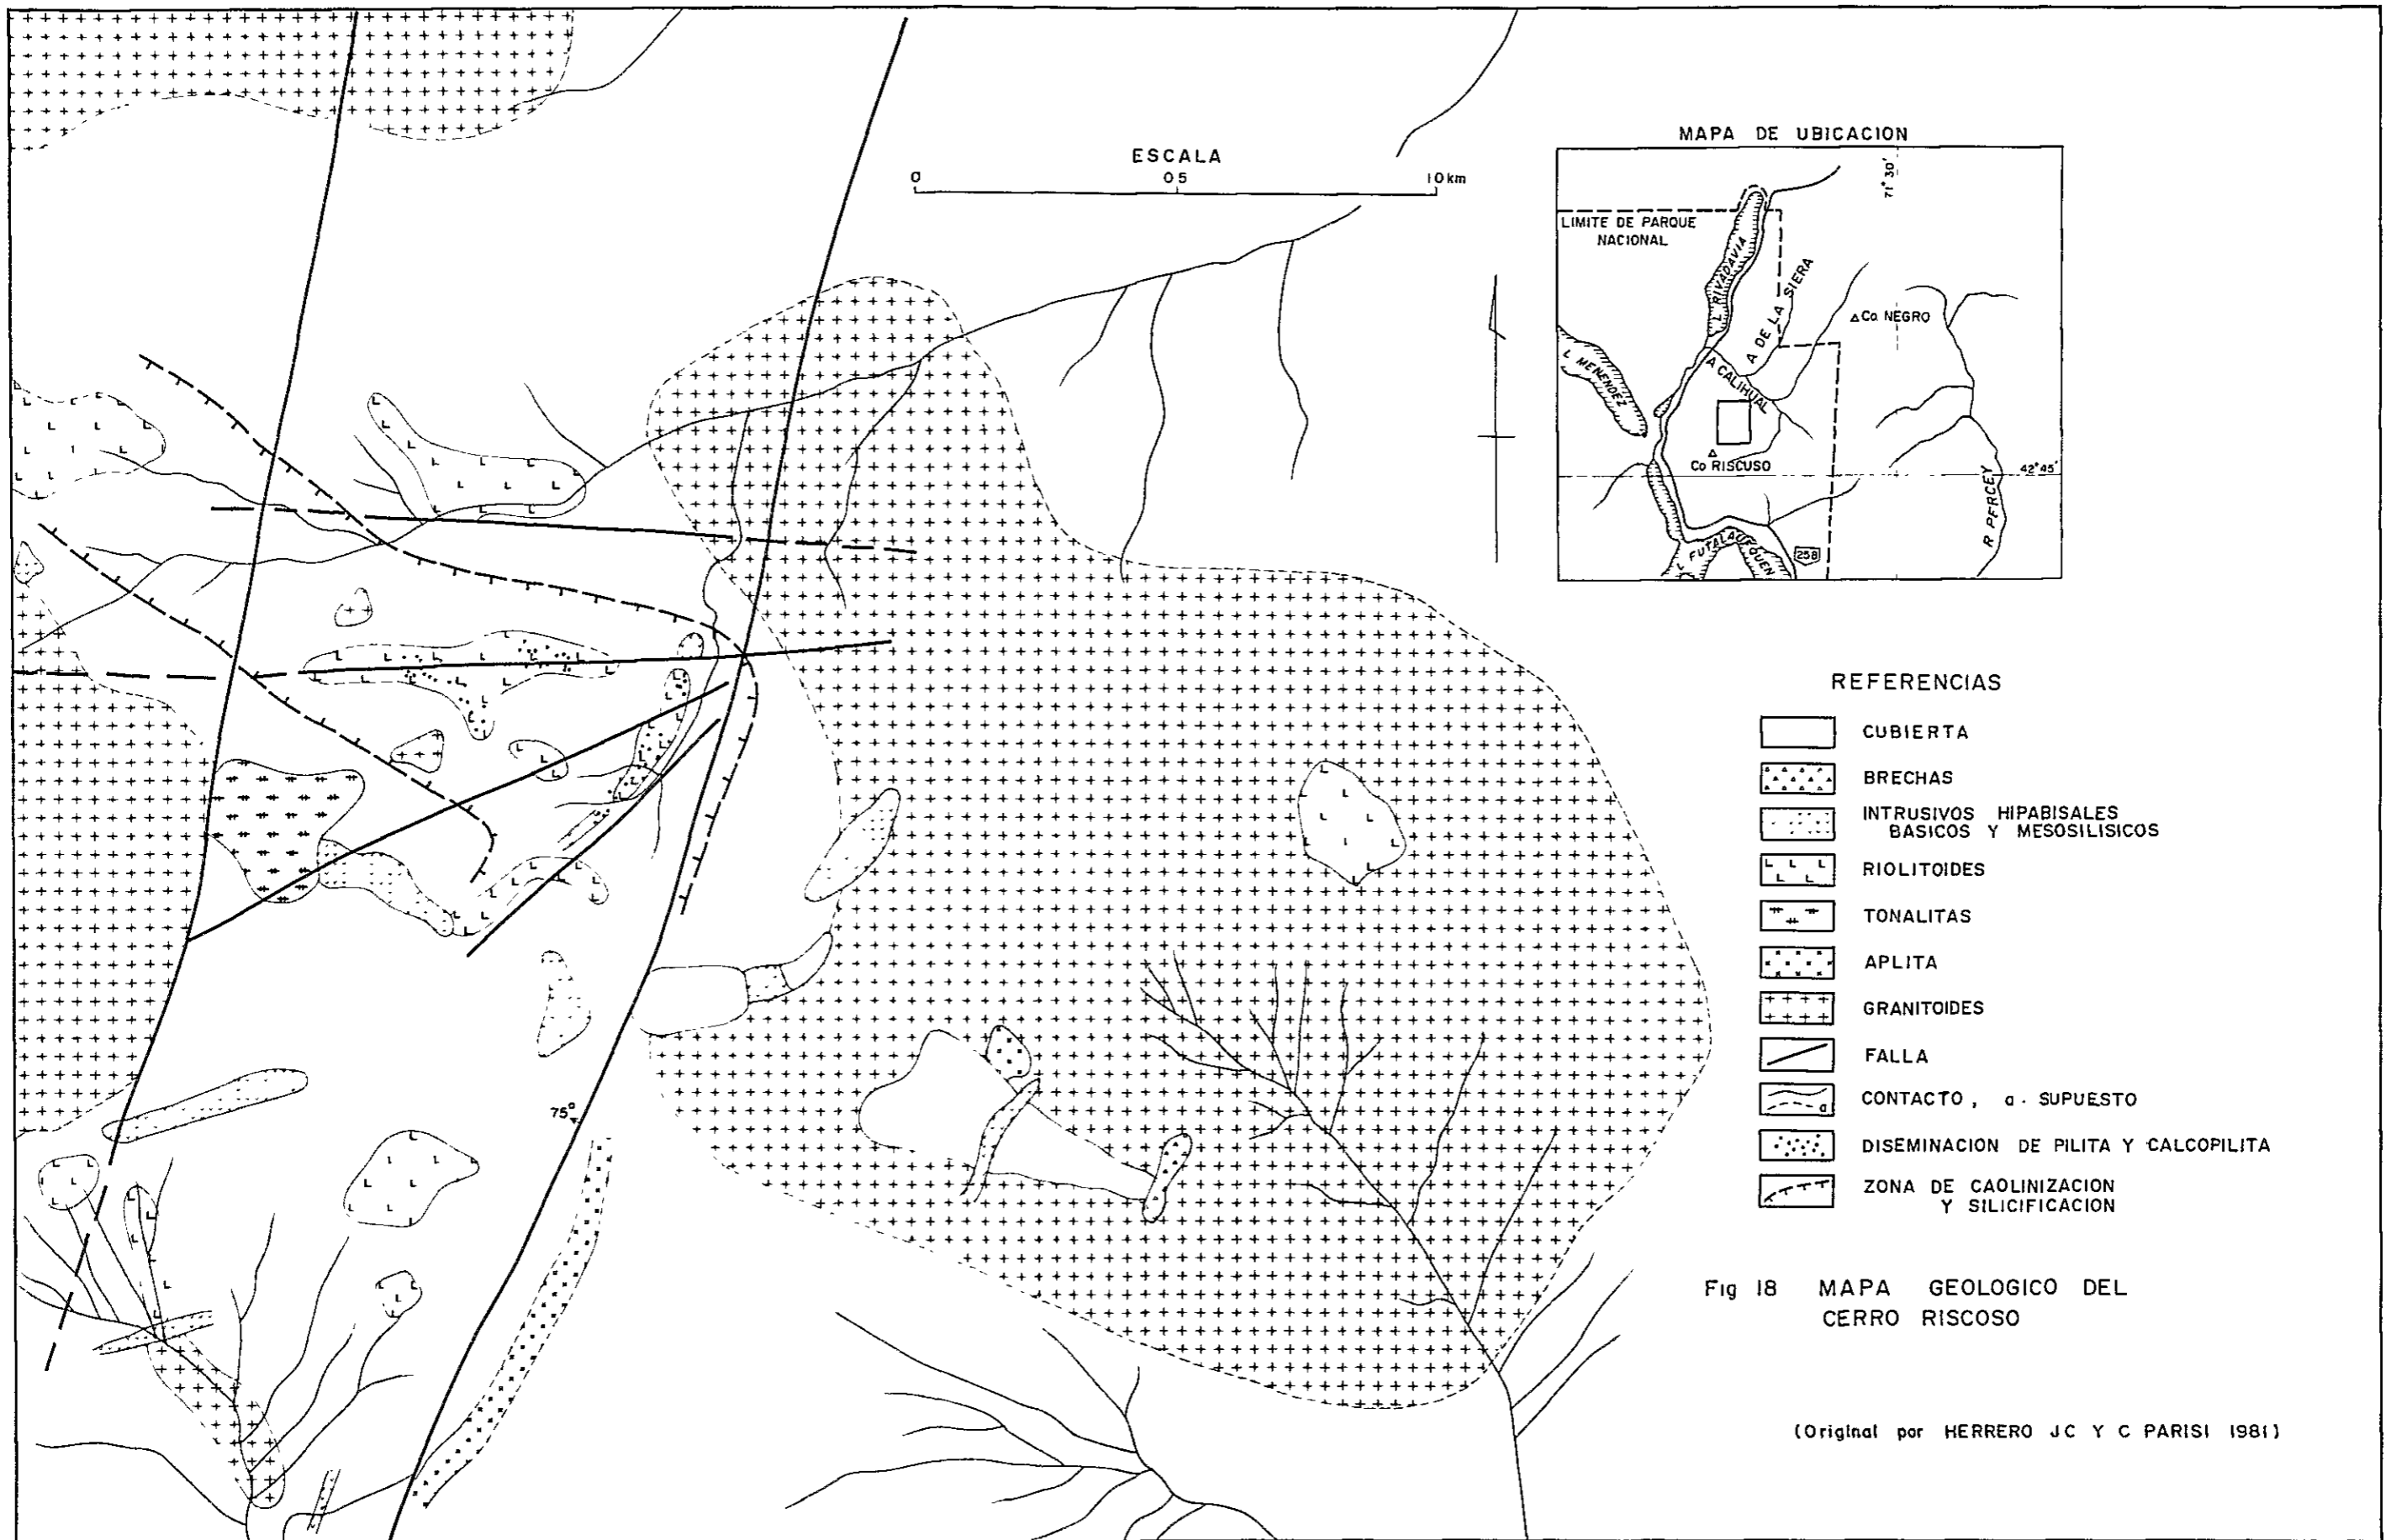 ESCALA
0 0 5 1 0 km
MAPA DE UBICACION
71° 30'
LIMITE DE PARQUE
NACIONAL
L RIVADAVIA
A DE LA SIERA
Co NEGRO
L MENENDEZ
A CALIHUAL
Co RISCUSO
42° 45'
R PERCEY
L FUTALAUFQUEN
258
75°
REFERENCIAS
CUBIERTA
BRECHAS
INTRUSIVOS HIPABISALES
BASICOS Y MESOSILISICOS
RIOLITOIDES
TONALITAS
APLITA
GRANITOIDES
FALLA
a
CONTACTO, a. SUPUESTO
DISEMINACION DE PILITA Y CALCOPILITA
ZONA DE CAOLINIZACION
Y SILICIFICACION
Fig 18 MAPA GEOLOGICO DEL
CERRO RISCOSO
(Original por HERRERO JC Y C PARISI 1981)